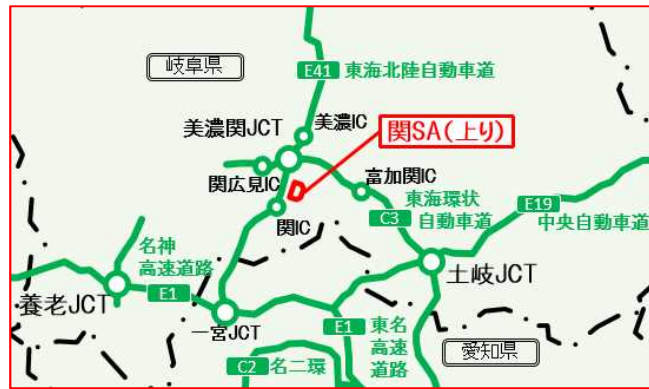 岐阜県
E41 東海北陸自動車道
美濃IC
美濃関JCT
関SA(上り)
関広見IC
富加関IC
関IC
東海環状
C3 自動車道
E19
中央自動車道
名神
高速道路
E1
養老JCT
土岐JCT
一宮JCT
E1 東名
高速
道路
C2 名二環
愛知県